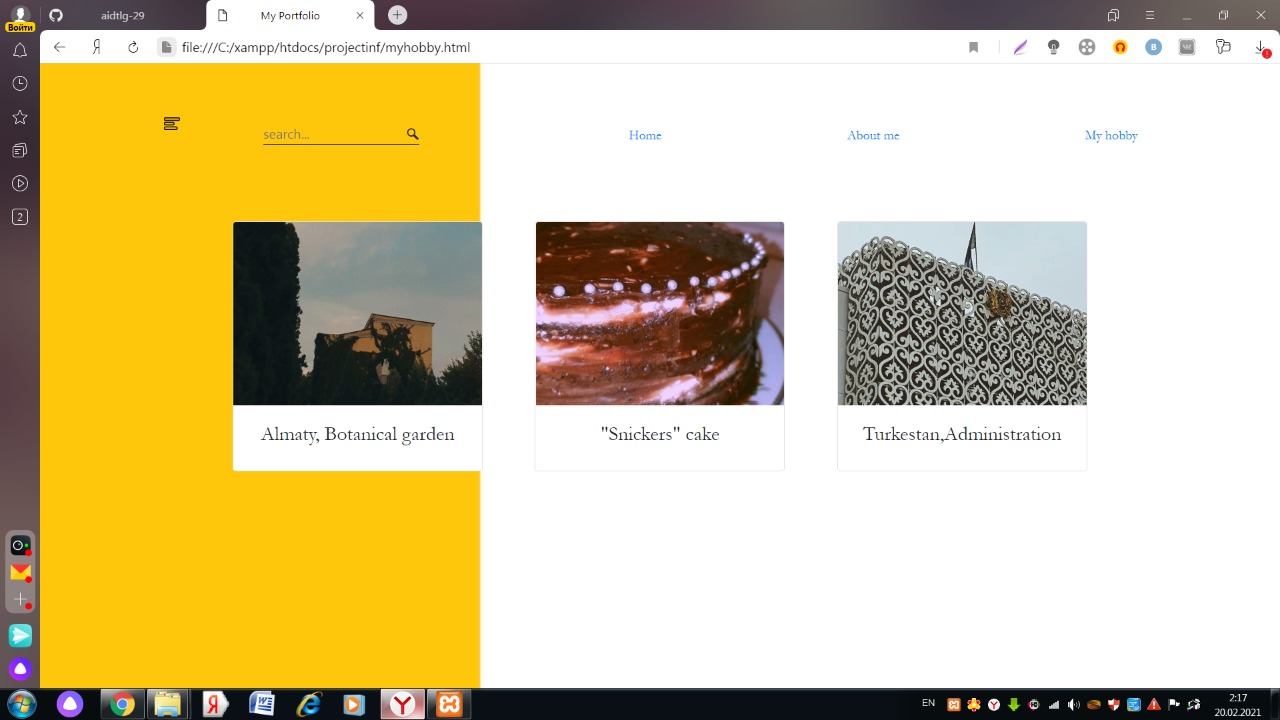 aidtlg-29
My Portfolio
Войти
file:///C:/xampp/htdocs/projectinf/myhobby.html
search...
Home
About me
My hobby
2
Almaty, Botanical garden
"Snickers" cake
Turkestan,Administration
EN
2:17
20.02.2021